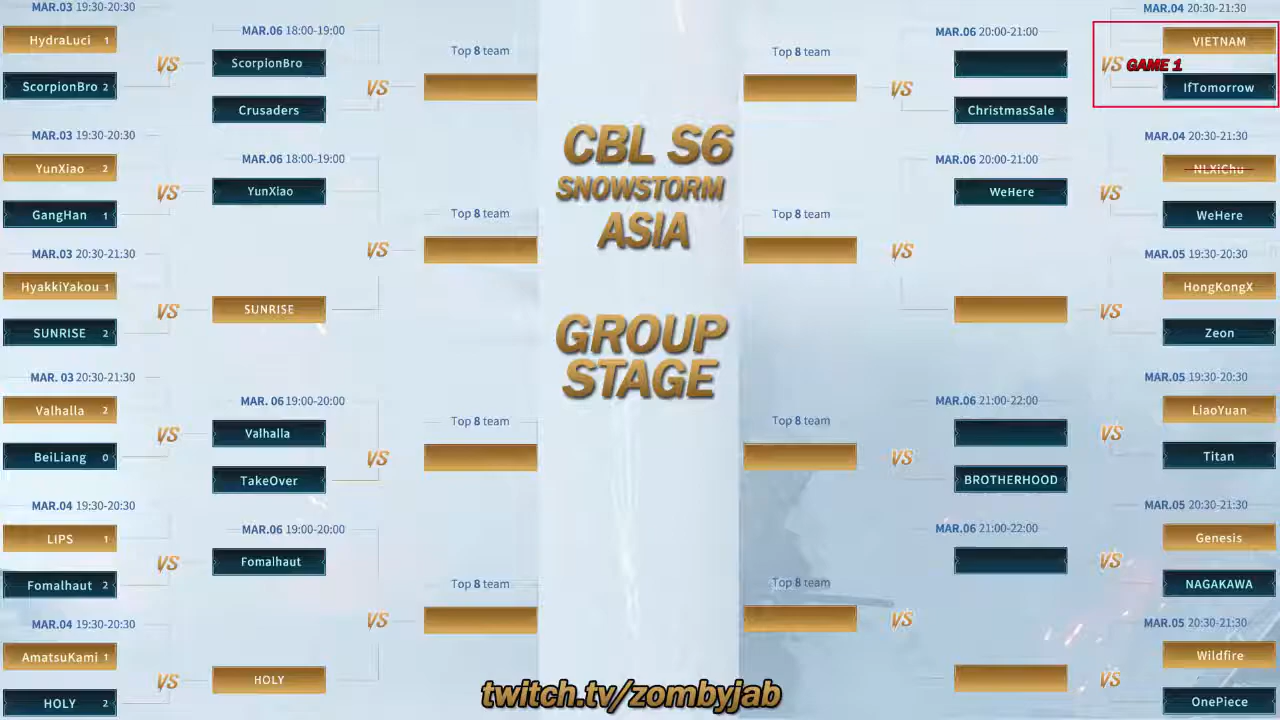 MAR.03 19:30-20:30
HydraLuci 1
VS
ScorpionBro 2
MAR.03 19:30-20:30
YunXiao 2
VS
GangHan 1
MAR.03 20:30-21:30
HyakkiYakou 1
VS
SUNRISE 2
MAR. 03 20:30-21:30
Valhalla 2
VS
BeiLiang 0
MAR.04 19:30-20:30
LIPS 1
VS
Fomalhaut 2
MAR.04 19:30-20:30
AmatsuKami 1
VS
HOLY 2
MAR.06 18:00-19:00
ScorpionBro
VS
Crusaders
MAR.06 18:00-19:00
YunXiao
VS
SUNRISE
MAR. 06 19:00-20:00
Valhalla
VS
TakeOver
MAR.06 19:00-20:00
Fomalhaut
VS
HOLY
Top 8 team
Top 8 team
Top 8 team
Top 8 team
CBL S6
SNOWSTORM
ASIA
GROUP
STAGE
twitch.tv/zombyjab
Top 8 team
Top 8 team
Top 8 team
Top 8 team
MAR.06 20:00-21:00
VS
ChristmasSale
MAR.06 20:00-21:00
WeHere
VS
MAR.06 21:00-22:00
VS
BROTHERHOOD
MAR.06 21:00-22:00
VS
MAR.04 20:30-21:30
VIETNAM
VS GAME 1
IfTomorrow
MAR.04 20:30-21:30
NLXiChu
VS
WeHere
MAR.05 19:30-20:30
HongKongX
VS
Zeon
MAR.05 19:30-20:30
LiaoYuan
VS
Titan
MAR.05 20:30-21:30
Genesis
VS
NAGAKAWA
MAR.05 20:30-21:30
Wildfire
VS
OnePiece